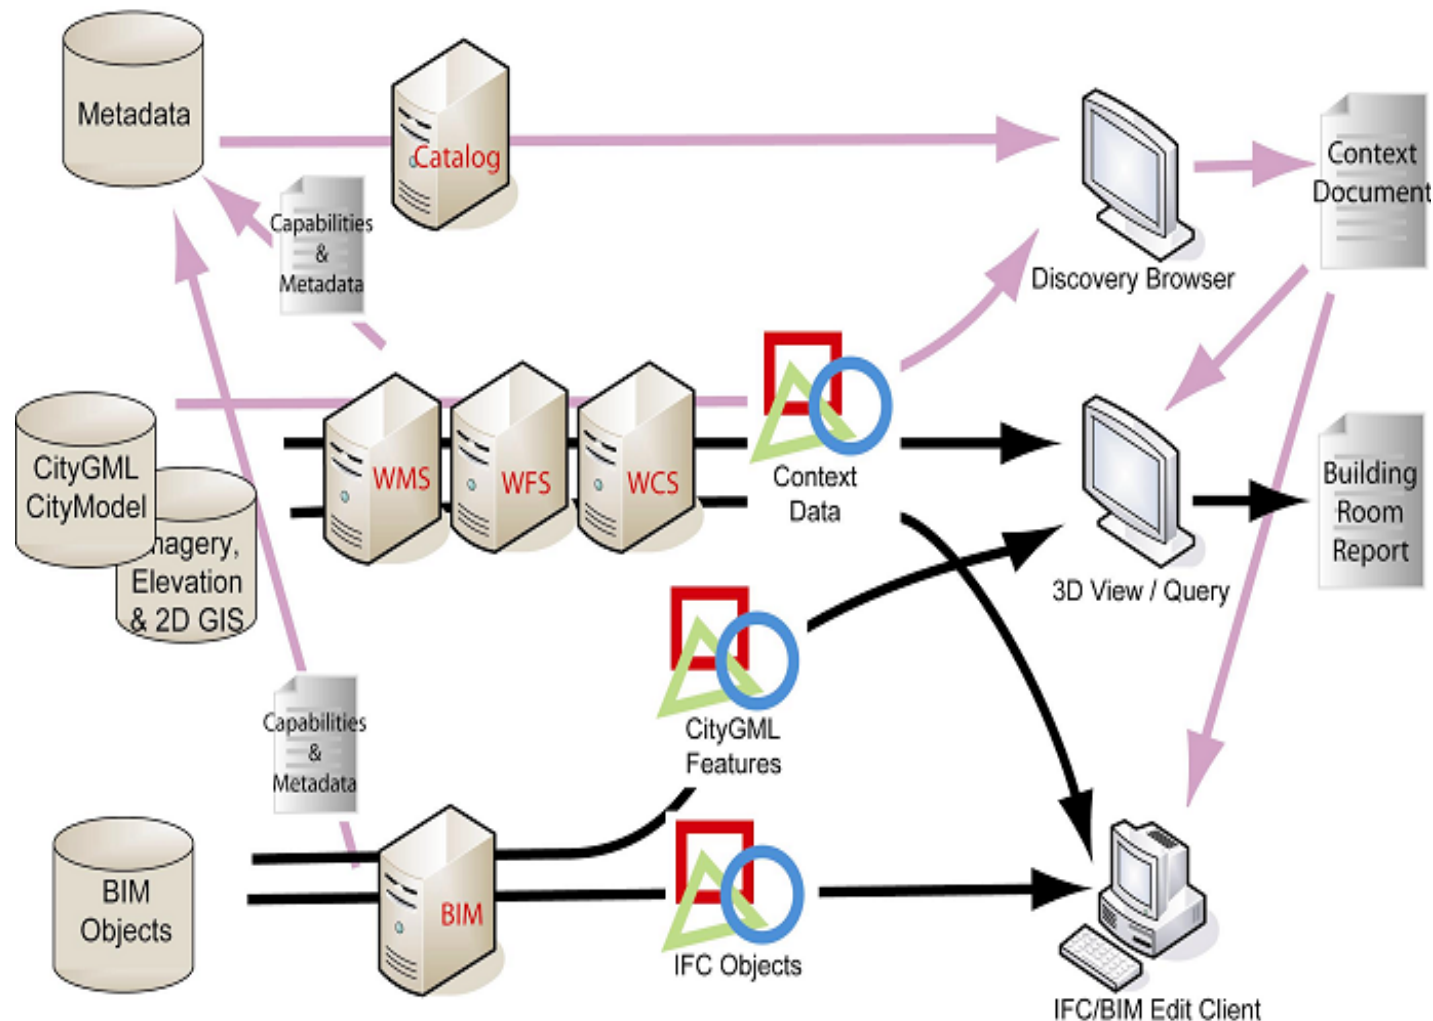 Metadata
Catalog
Capabilities
&
Metadata
Discovery Browser
Context
Document
CityGML
CityModel
WMS
WFS
WCS
Context
Data
Building
Room
Report
magery,
Elevation
& 2D GIS
3D View / Query
CityGML
Features
Capabilities
&
Metadata
BIM
Objects
BIM
IFC Objects
IFC/BIM Edit Client